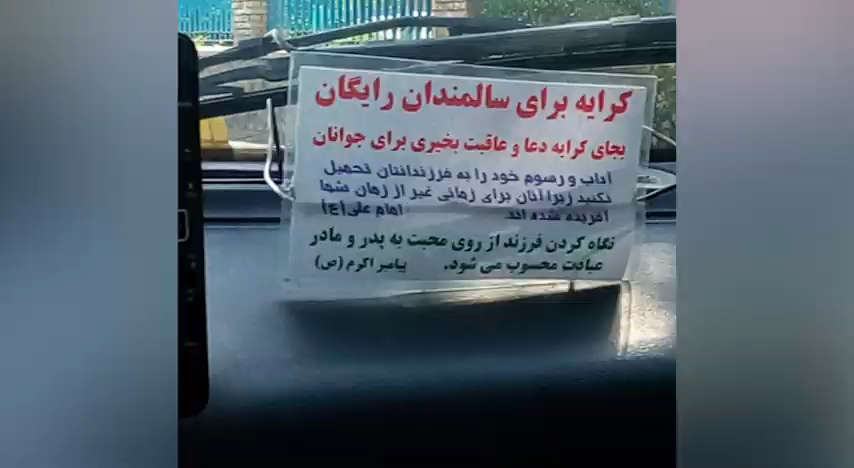 کرایه برای سالمندان رایگان
بجای کرایه دعا و عاقبت بخیری برای جوانان
آداب و رسوم خود را به فرزندانتان تحمیل
نکنید زیرا آنان برای زمانی غیر از زمان شما
آفریده شده اند. امام علی(ع)
نگاه کردن فرزند از روی محبت به پدر و مادر
عبادت محسوب می شود. پیامبر اکرم (ص)